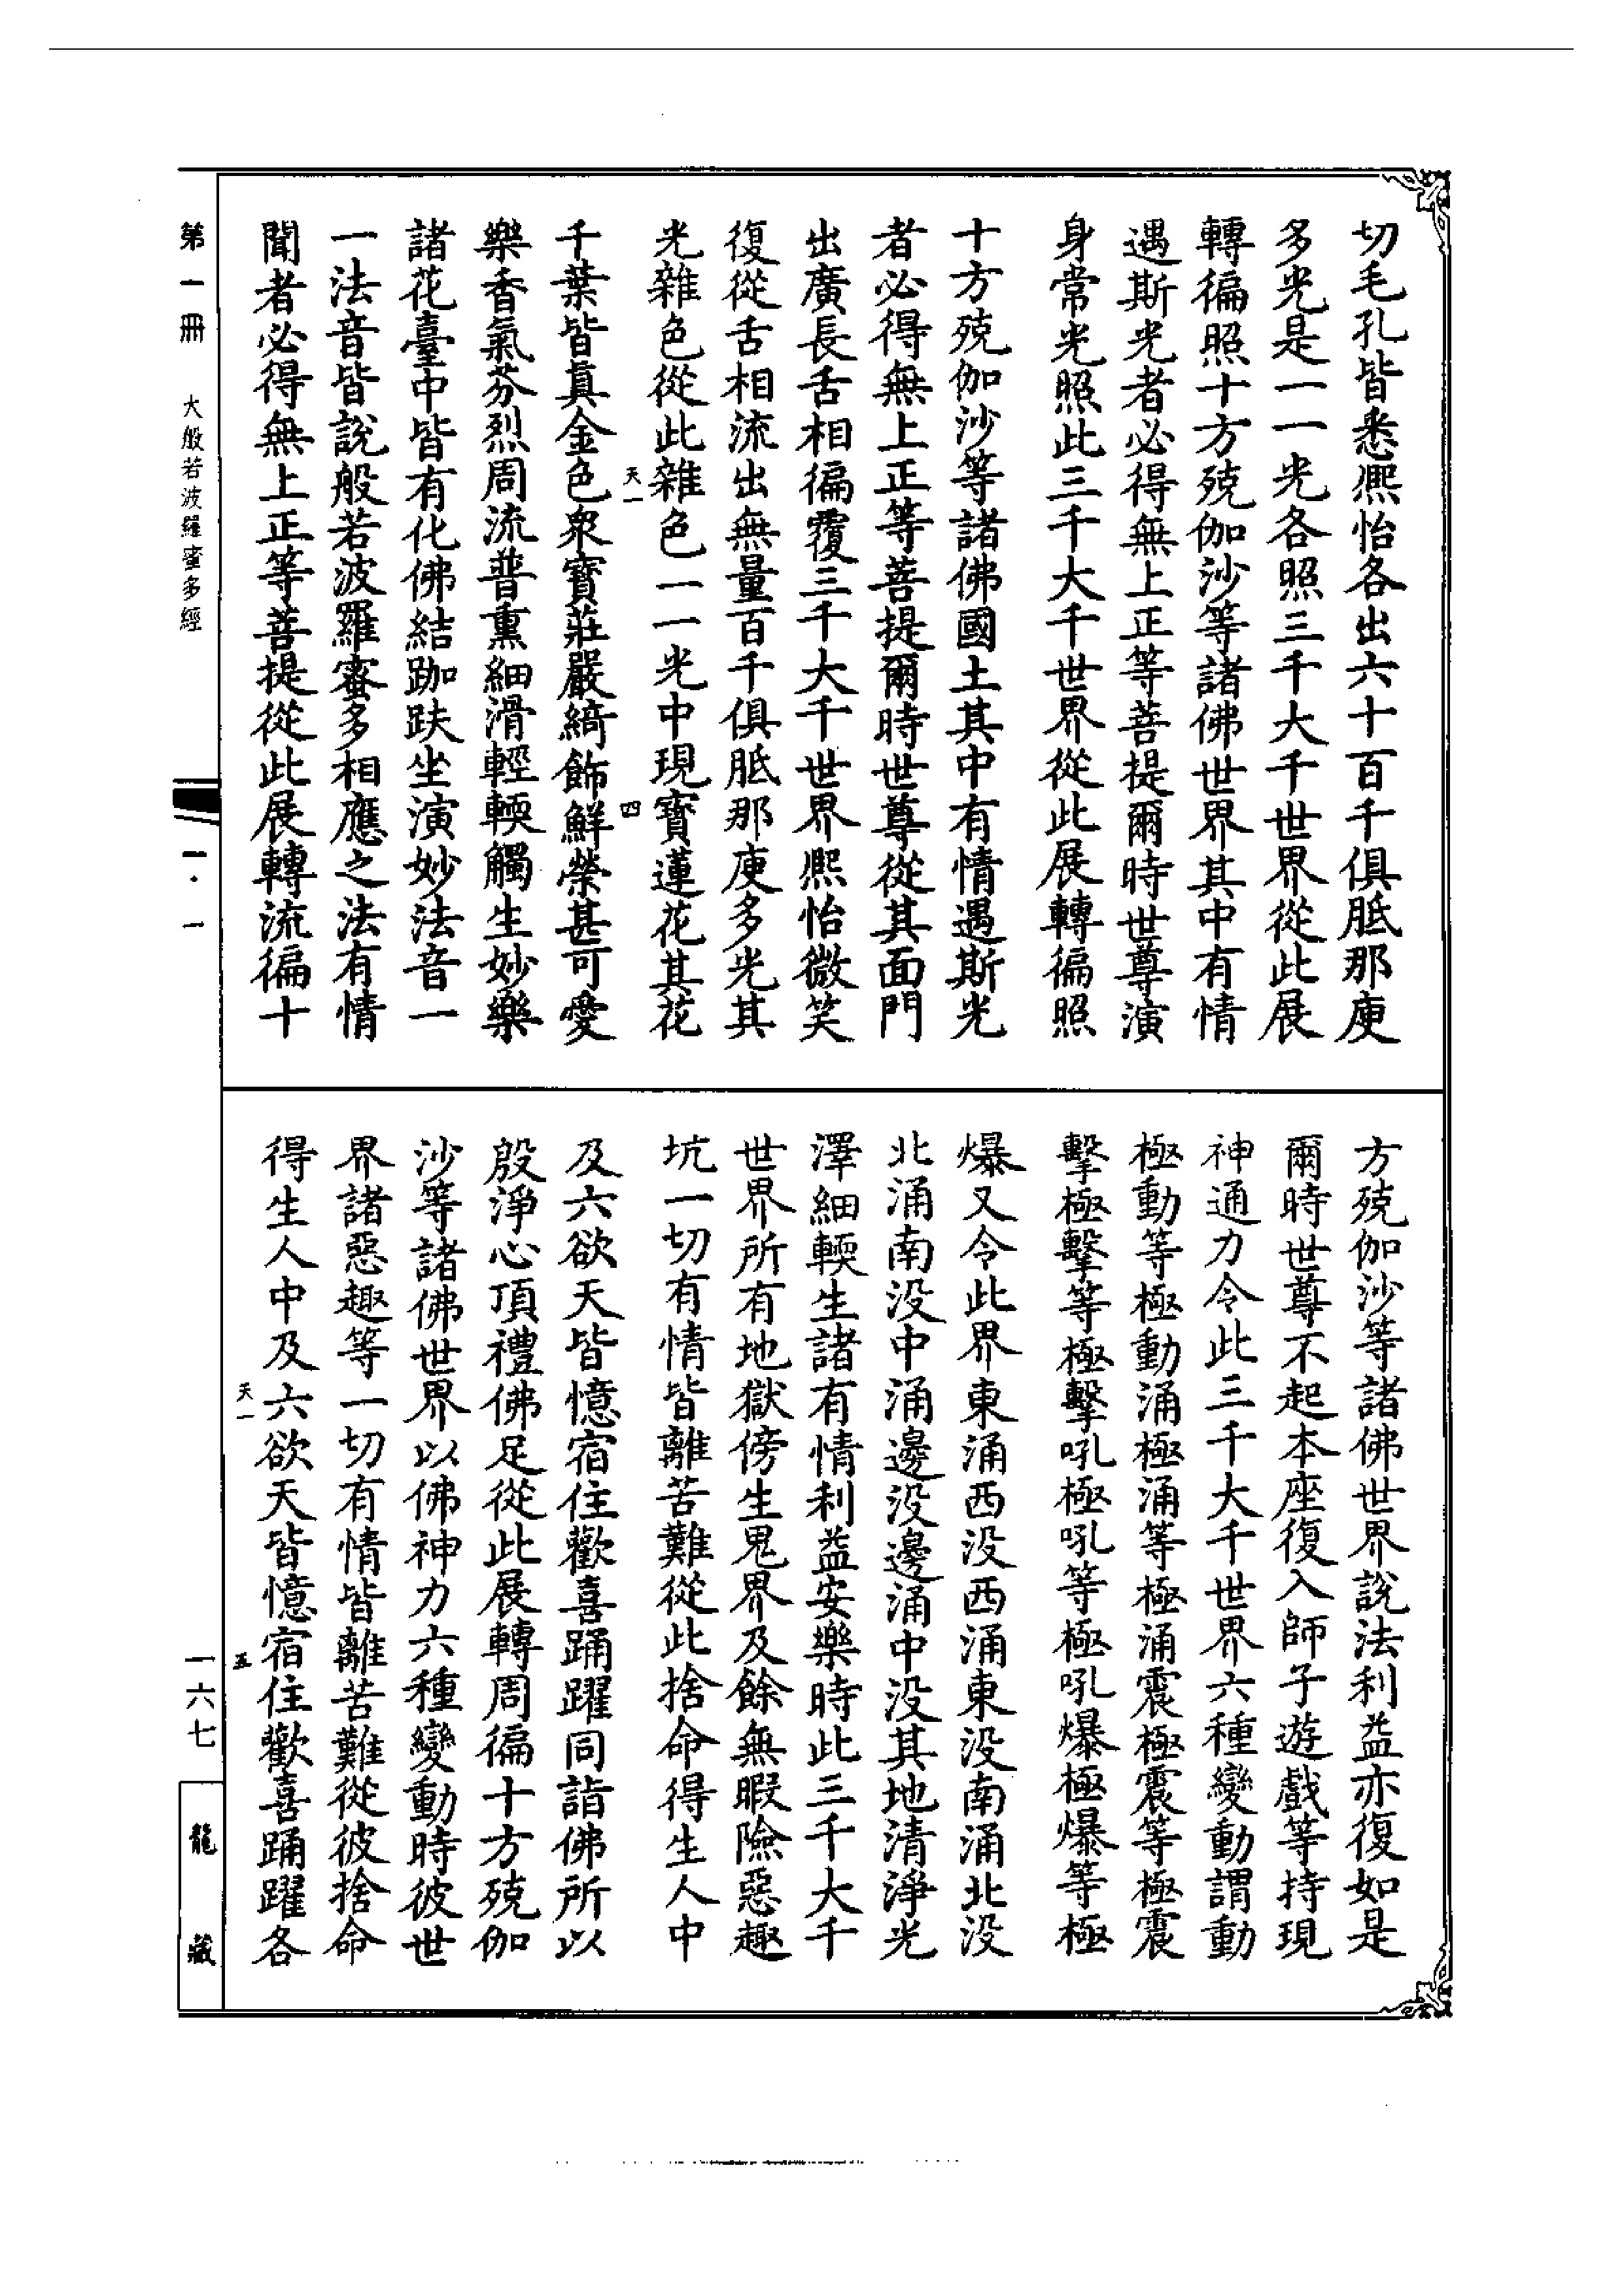 切毛孔皆悉熈怡各出六十百千俱胝那庾
多光是一一光各照三千大千世界從此展
轉徧照十方殑伽沙等諸佛世界其中有情
遇斯光者必得無上正等菩提爾時世尊演
身常光照此三千大千世界從此展轉徧照
十方殑伽沙等諸佛國土其中有情遇斯光
者必得無上正等菩提爾時世尊從其面門
出廣長舌相徧覆三千大千世界熈怡微笑
復從舌相流出無量百千俱胝那庾多光其
光雜色從此雜色一一光中現寳蓮花其花
天一 四
千葉皆真金色衆寳莊嚴綺飾鮮榮甚可愛
樂香氣芬烈周流普熏細滑輕輭觸生妙樂
諸花臺中皆有化佛結跏趺坐演妙法音一
一法音皆說般若波羅蜜多相應之法有情
聞者必得無上正等菩提從此展轉流徧十
方殑伽沙等諸佛世界說法利益亦復如是
爾時世尊不起本座復入師子遊戲等持現
神通力令此三千大千世界六種變動謂動
極動等極動涌極涌等極涌震極震等極震
擊極擊等極擊吼極吼等極吼爆極爆等極
爆又令此界東涌西没西涌東没南涌北没
北涌南没中涌邊没邊涌中没其地清淨光
澤細輭生諸有情利益安樂時此三千大千
世界所有地獄傍生鬼界及餘無暇險惡趣
坑一切有情皆離苦難從此捨命得生人中
及六欲天皆憶宿住歡喜踊躍同詣佛所以
殷淨心頂禮佛足從此展轉周徧十方殑伽
沙等諸佛世界以佛神力六種變動時彼世
界諸惡趣等一切有情皆離苦難從彼捨命
得生人中及六欲天皆憶宿住歡喜踊躍各
天一 五
第一冊 大般若波羅蜜多經 一·一 一六七 龍藏